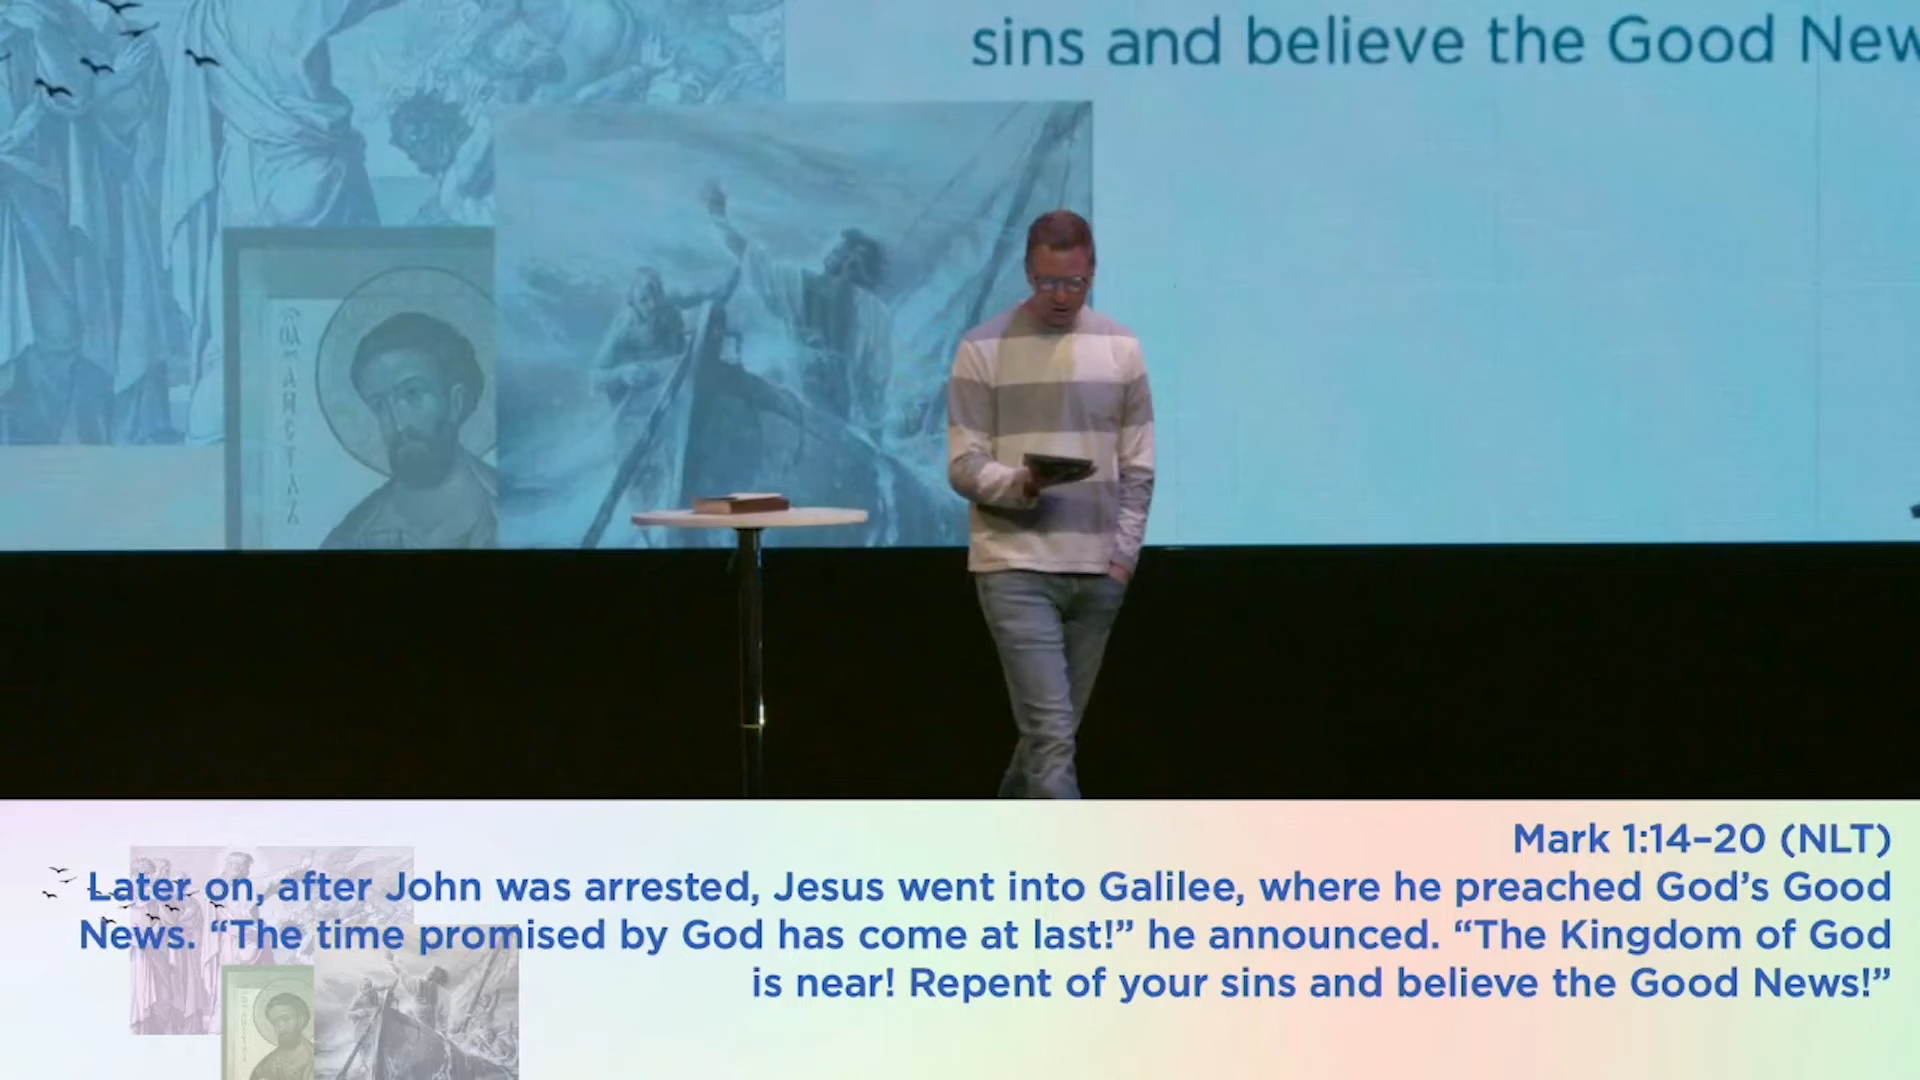 sins and believe the Good New
Mark 1:14–20 (NLT)
Later on, after John was arrested, Jesus went into Galilee, where he preached God’s Good
News. “The time promised by God has come at last!” he announced. “The Kingdom of God
is near! Repent of your sins and believe the Good News!”